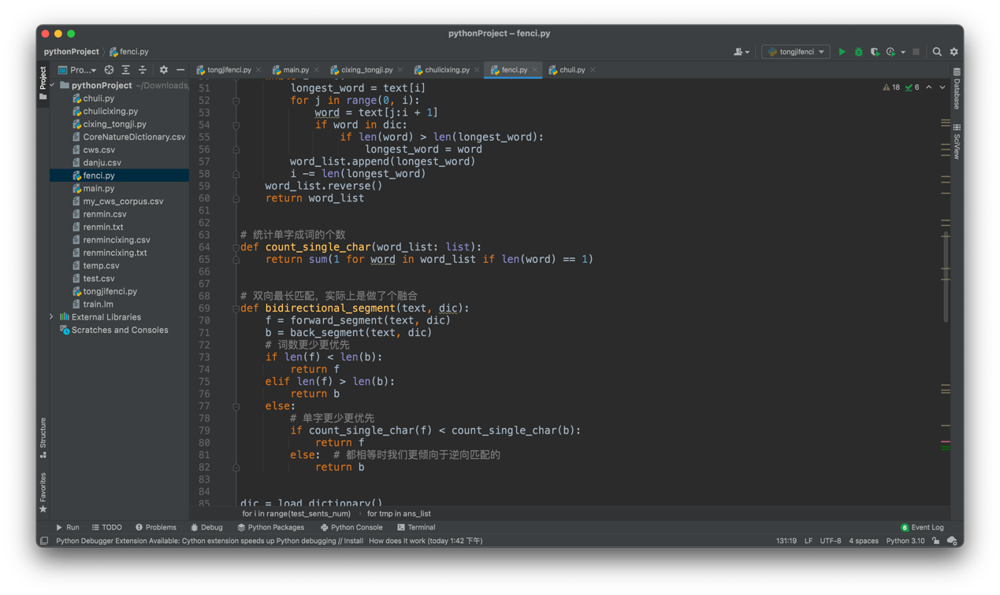 pythonProject – fenci.py
pythonProject fenci.py
tongjifenci
Project
Pro...
tongjifenci.py main.py cixing_tongji.py chulicixing.py fenci.py chuli.py
pythonProject ~/Downloads,
chuli.py
chulicixing.py
cixing_tongji.py
CoreNatureDictionary.csv
cws.csv
danju.csv
fenci.py
main.py
my_cws_corpus.csv
renmin.csv
renmin.txt
renmincixing.csv
renmincixing.txt
temp.csv
test.csv
tongjifenci.py
train.lm
External Libraries
Scratches and Consoles
18 6
51 longest_word = text[i]
52 for j in range(0, i):
53 word = text[j:i + 1]
54 if word in dic:
55 if len(word) > len(longest_word):
56 longest_word = word
57 word_list.append(longest_word)
58 i -= len(longest_word)
59 word_list.reverse()
60 return word_list
61
62
63 # 统计单字成词的个数
64 def count_single_char(word_list: list):
65 return sum(1 for word in word_list if len(word) == 1)
66
67
68 # 双向最长匹配，实际上是做了个融合
69 def bidirectional_segment(text, dic):
70 f = forward_segment(text, dic)
71 b = back_segment(text, dic)
72 # 词数更少更优先
73 if len(f) < len(b):
74 return f
75 elif len(f) > len(b):
76 return b
77 else:
78 # 单字更少更优先
79 if count_single_char(f) < count_single_char(b):
80 return f
81 else: # 都相等时我们更倾向于逆向匹配的
82 return b
83
84
85 dic = load_dictionary()
for i in range(test_sents_num) › for tmp in ans_list
Database
SciView
Structure
Favorites
Run TODO Problems Debug Python Packages Python Console Terminal 6 Event Log
Python Debugger Extension Available: Cython extension speeds up Python debugging // Install How does it work (today 1:42 下午) 131:19 LF UTF-8 4 spaces Python 3.10